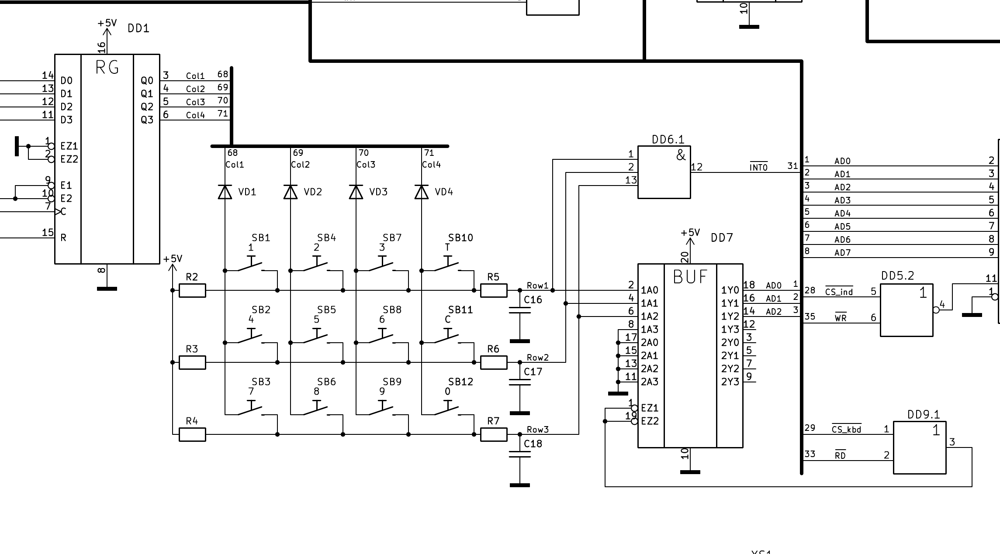 +5V
DD1
16
RG
14 D0
13 D1
12 D2
11 D3
1 EZ1
2 EZ2
9 E1
10 E2
7 C
15 R
8
Q0 3 Col1 68
Q1 4 Col2 69
Q2 5 Col3 70
Q3 6 Col4 71
68 69 70 71
Col1 Col2 Col3 Col4
VD1 VD2 VD3 VD4
+5V
SB1 SB4 SB7 SB10
1 2 3 T
R2 R5 Row1
C16
SB2 SB5 SB8 SB11
4 5 6 C
R3 R6 Row2
C17
SB3 SB6 SB9 SB12
7 8 9 0
R4 R7 Row3
C18
10
DD6.1
&
1
2
13
12 INT0 31
+5V
DD7
20
BUF
2 1A0
4 1A1
6 1A2
8 1A3
17 2A0
15 2A1
13 2A2
11 2A3
1 EZ1
19 EZ2
10
1Y0 18 AD0 1
1Y1 16 AD1 2
1Y2 14 AD2 3
1Y3 12
2Y0 3
2Y1 5
2Y2 7
2Y3 9
1 AD0 2
2 AD1 3
3 AD2 4
4 AD3 5
5 AD4 6
6 AD5 7
7 AD6 8
8 AD7 9
DD5.2
28 CS_ind 5
1
35 WR 6
4
11
1
DD9.1
29 CS_kbd 1
1
33 RD 2
3